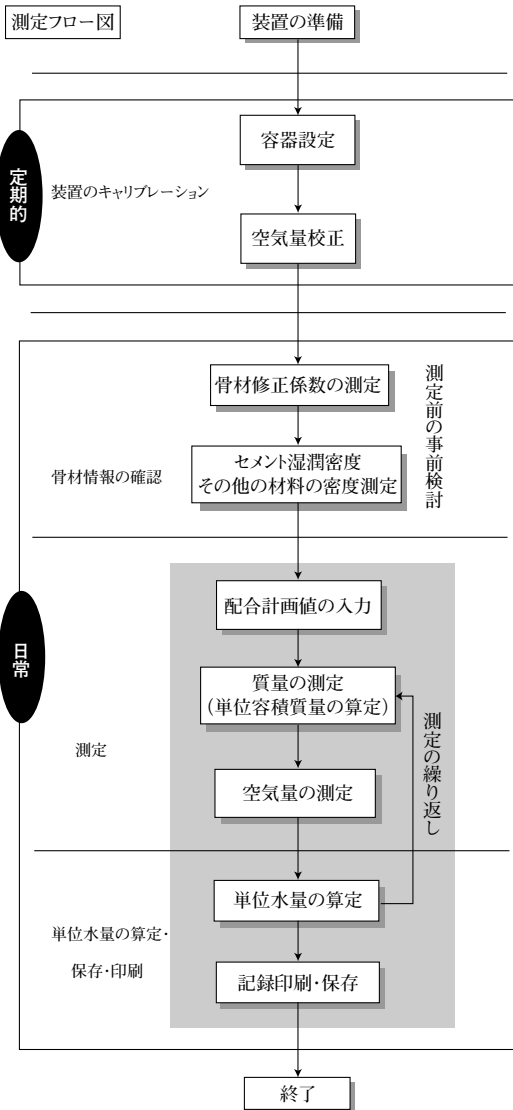 測定フロー図
装置の準備
定期的
装置のキャリブレーション
容器設定
空気量校正
日常
骨材情報の確認
骨材修正係数の測定
セメント湿潤密度
その他の材料の密度測定
測定前の事前検討
測定
配合計画値の入力
質量の測定
(単位容積質量の算定)
空気量の測定
測定の繰り返し
単位水量の算定・
保存・印刷
単位水量の算定
記録印刷・保存
終了